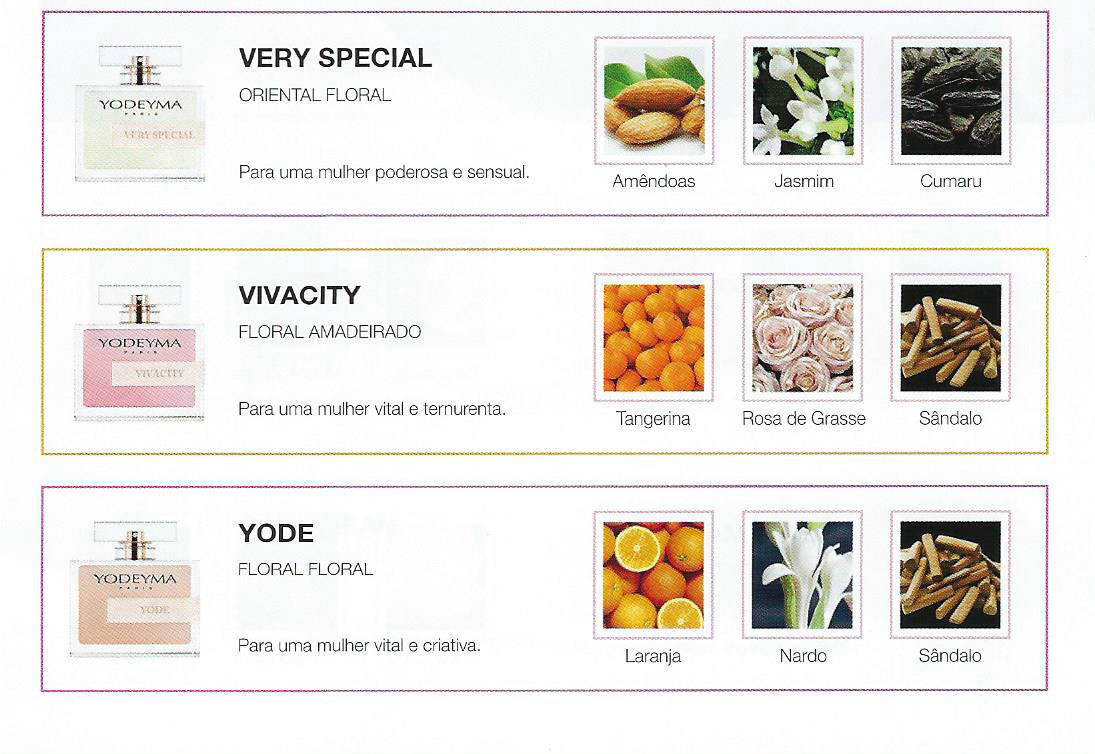 VERY SPECIAL
ORIENTAL FLORAL
YODEYMA
PARIS
VERY SPECIAL
Para uma mulher poderosa e sensual.
Amêndoas
Jasmim
Cumaru
VIVACITY
FLORAL AMADEIRADO
YODEYMA
PARIS
VIVACITY
Para uma mulher vital e ternurenta.
Tangerina
Rosa de Grasse
Sândalo
YODE
FLORAL FLORAL
YODEYMA
PARIS
YODE
Para uma mulher vital e criativa.
Laranja
Nardo
Sândalo